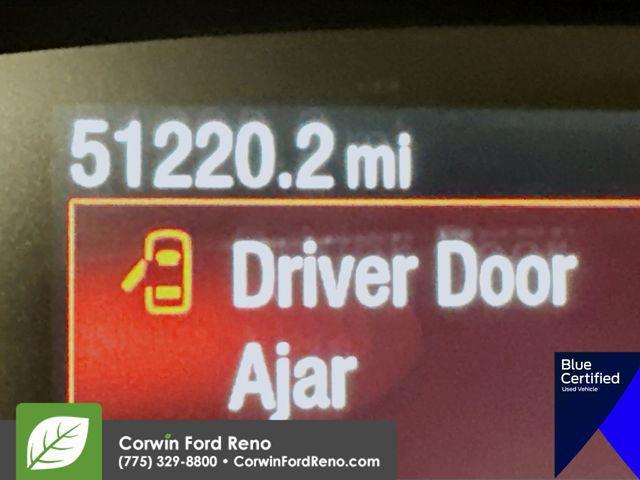 51220.2 mi
Driver Door
Ajar
Blue
Certified
Used Vehicle
Corwin Ford Reno
(775) 329-8800 • CorwinFordReno.com